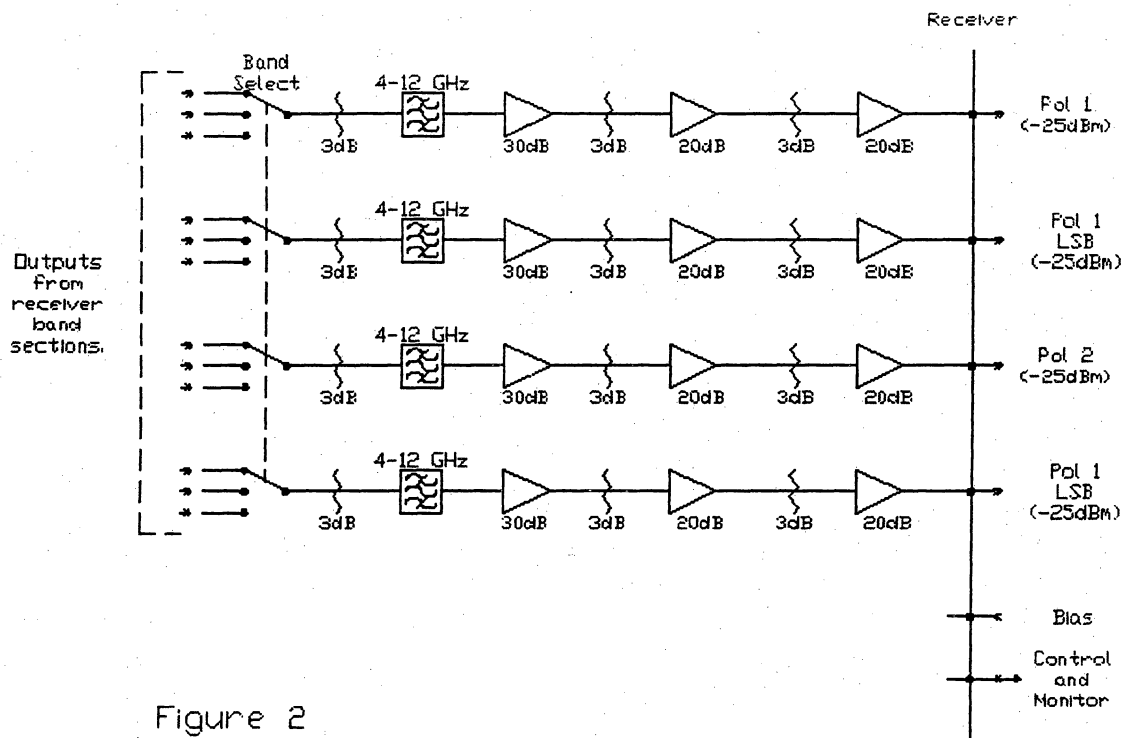 Receiver
Band
Select
4-12 GHz
3dB
30dB
3dB
20dB
3dB
20dB
Pol 1
(-25dBm)
4-12 GHz
3dB
30dB
3dB
20dB
3dB
20dB
Pol 1
LSB
(-25dBm)
Outputs
from
receiver
band
sections.
4-12 GHz
3dB
30dB
3dB
20dB
3dB
20dB
Pol 2
(-25dBm)
4-12 GHz
3dB
30dB
3dB
20dB
3dB
20dB
Pol 1
LSB
(-25dBm)
Bias
Control
and
Monitor
Figure 2